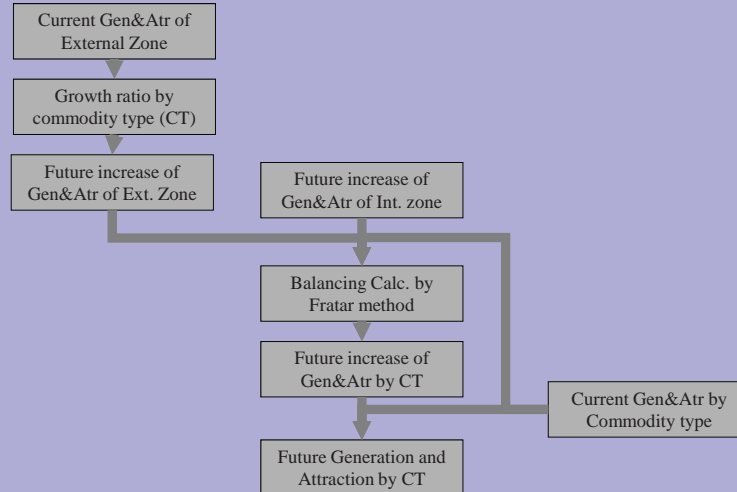 Current Gen&Atr of
External Zone
Growth ratio by
commodity type (CT)
Future increase of
Gen&Atr of Ext. Zone
Future increase of
Gen&Atr of Int. zone
Balancing Calc. by
Fratar method
Future increase of
Gen&Atr by CT
Current Gen&Atr by
Commodity type
Future Generation and
Attraction by CT